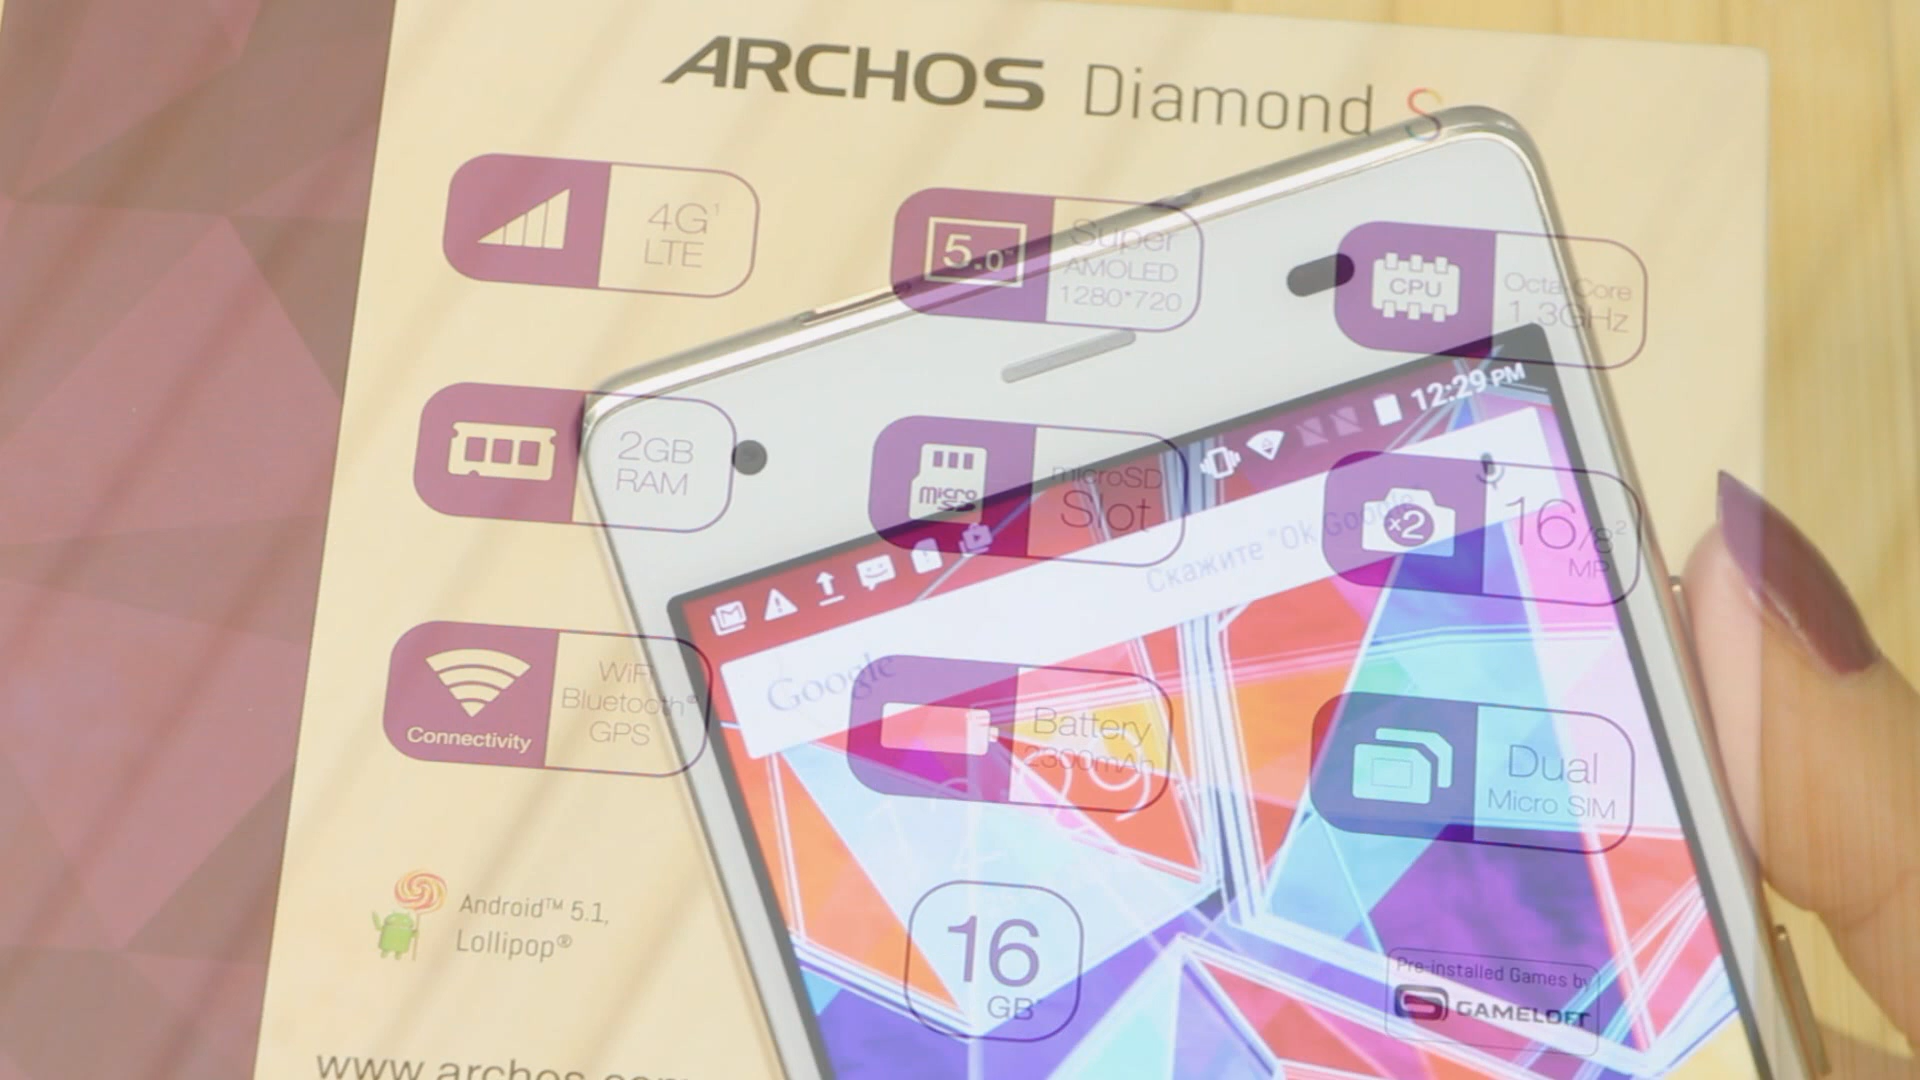 ARCHOS Diamond S
4G¹
LTE
5.0"
Super
AMOLED
1280*720
CPU
Octa-Core
1.3GHz
12:29 PM
2GB
RAM
micro
SD
microSD
Slot
x2
16/8²
MP
Скажите "Ok Google"
Google
Connectivity
WiFi
Bluetooth®
GPS
Battery
2300mAh
Dual
Micro SIM
Android™ 5.1,
Lollipop®
16
GB*
Pre-installed Games by
GAMELOFT
www.archos.com